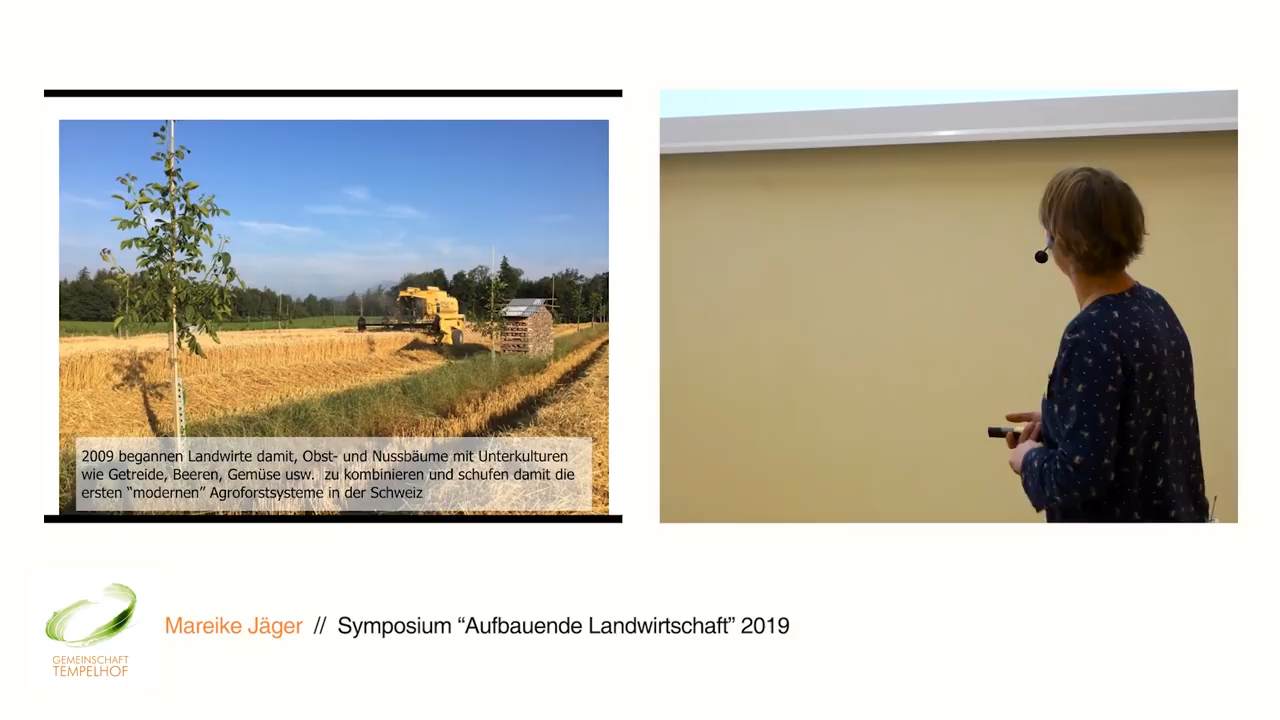 2009 begannen Landwirte damit, Obst- und Nussbäume mit Unterkulturen
wie Getreide, Beeren, Gemüse usw. zu kombinieren und schufen damit die
ersten “modernen” Agroforstsysteme in der Schweiz
GEMEINSCHAFT
TEMPELHOF
Mareike Jäger // Symposium “Aufbauende Landwirtschaft” 2019